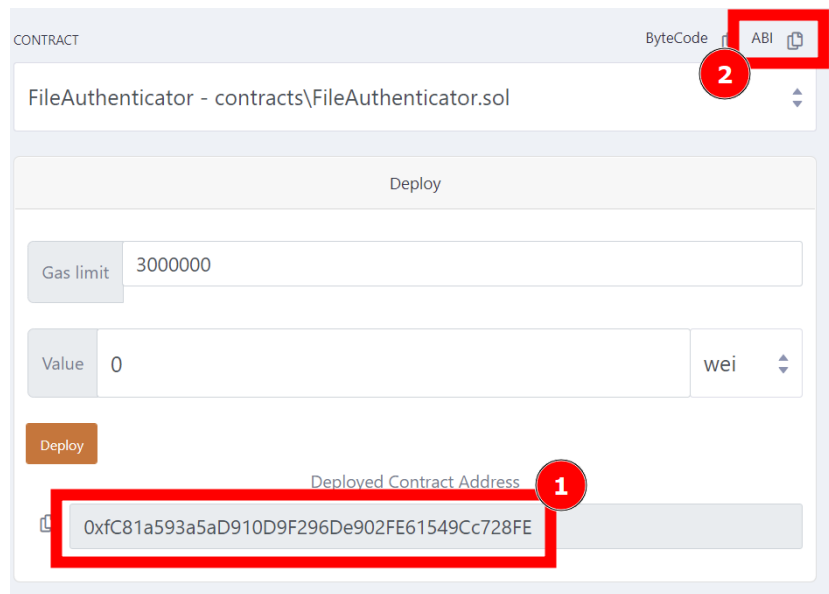 CONTRACT
ByteCode
ABI
2
FileAuthenticator - contracts\FileAuthenticator.sol
Deploy
Gas limit
3000000
Value
0
wei
Deploy
Deployed Contract Address
1
0xfC81a593a5aD910D9F296De902FE61549Cc728FE